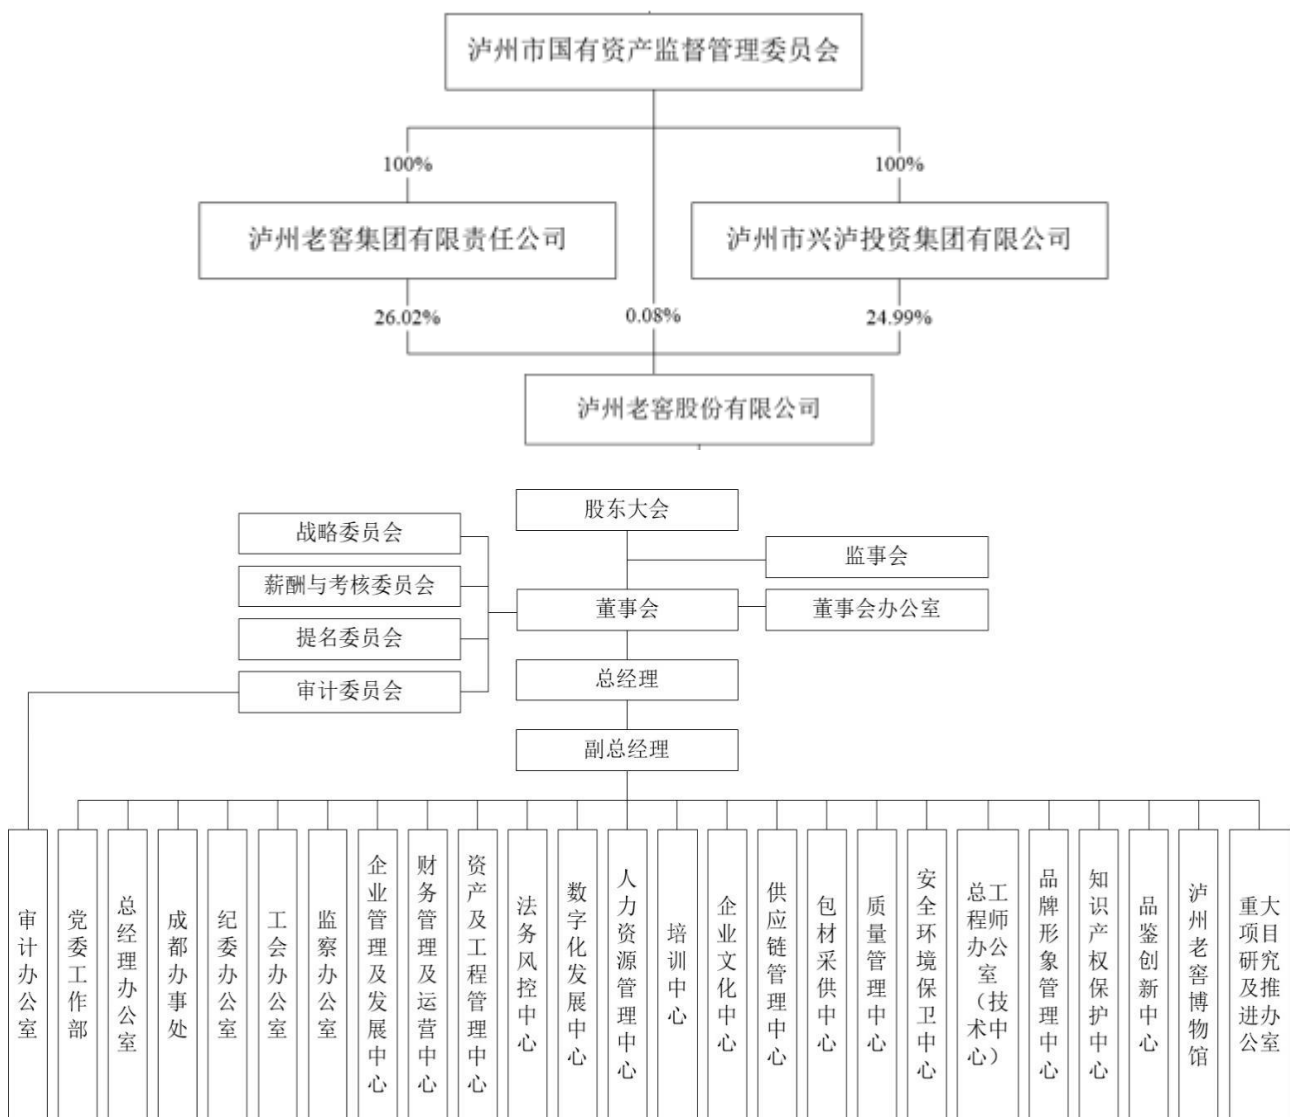 泸州市国有资产监督管理委员会
100%
100%
泸州老窖集团有限责任公司
泸州市兴泸投资集团有限公司
26.02%
0.08%
24.99%
泸州老窖股份有限公司
股东大会
战略委员会
监事会
薪酬与考核委员会
董事会
董事会办公室
提名委员会
总经理
审计委员会
副总经理
审计办公室
党委工作部
总经理办公室
成都办事处
纪委办公室
工会办公室
监察办公室
企业管理及发展中心
财务管理及运营中心
资产及工程管理中心
法务风控中心
数字化发展中心
人力资源管理中心
培训中心
企业文化中心
供应链管理中心
包材采供中心
质量管理中心
安全环境保卫中心
总工程师办公室（技术中心）
品牌形象管理中心
知识产权保护中心
品鉴创新中心
泸州老窖博物馆
重大项目研究及推进办公室